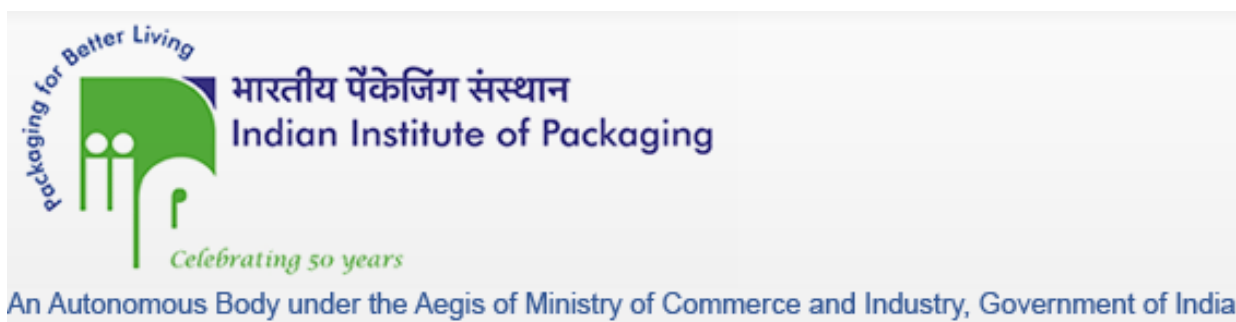 Packaging for Better Living
भारतीय पैंकेजिंग संस्थान
Indian Institute of Packaging
iip
Celebrating 50 years
An Autonomous Body under the Aegis of Ministry of Commerce and Industry, Government of India